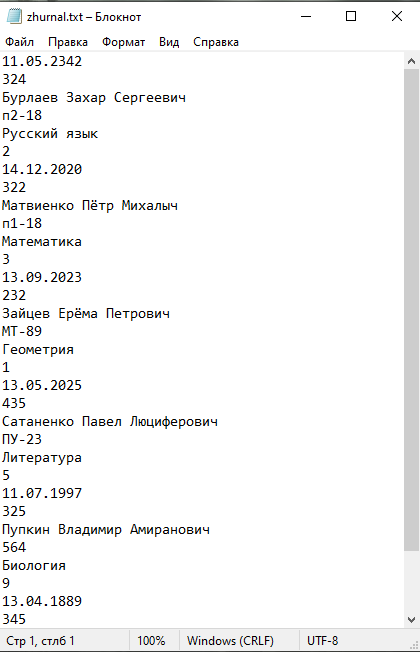 zhurnal.txt – Блокнот
Файл Правка Формат Вид Справка
11.05.2342
324
Бурлаев Захар Сергеевич
п2-18
Русский язык
2
14.12.2020
322
Матвиенко Пётр Михалыч
п1-18
Математика
3
13.09.2023
232
Зайцев Ерёма Петрович
МТ-89
Геометрия
1
13.05.2025
435
Сатаненко Павел Люциферович
ПУ-23
Литература
5
11.07.1997
325
Пупкин Владимир Амиранович
564
Биология
9
13.04.1889
345
Стр 1, стлб 1 100% Windows (CRLF) UTF-8